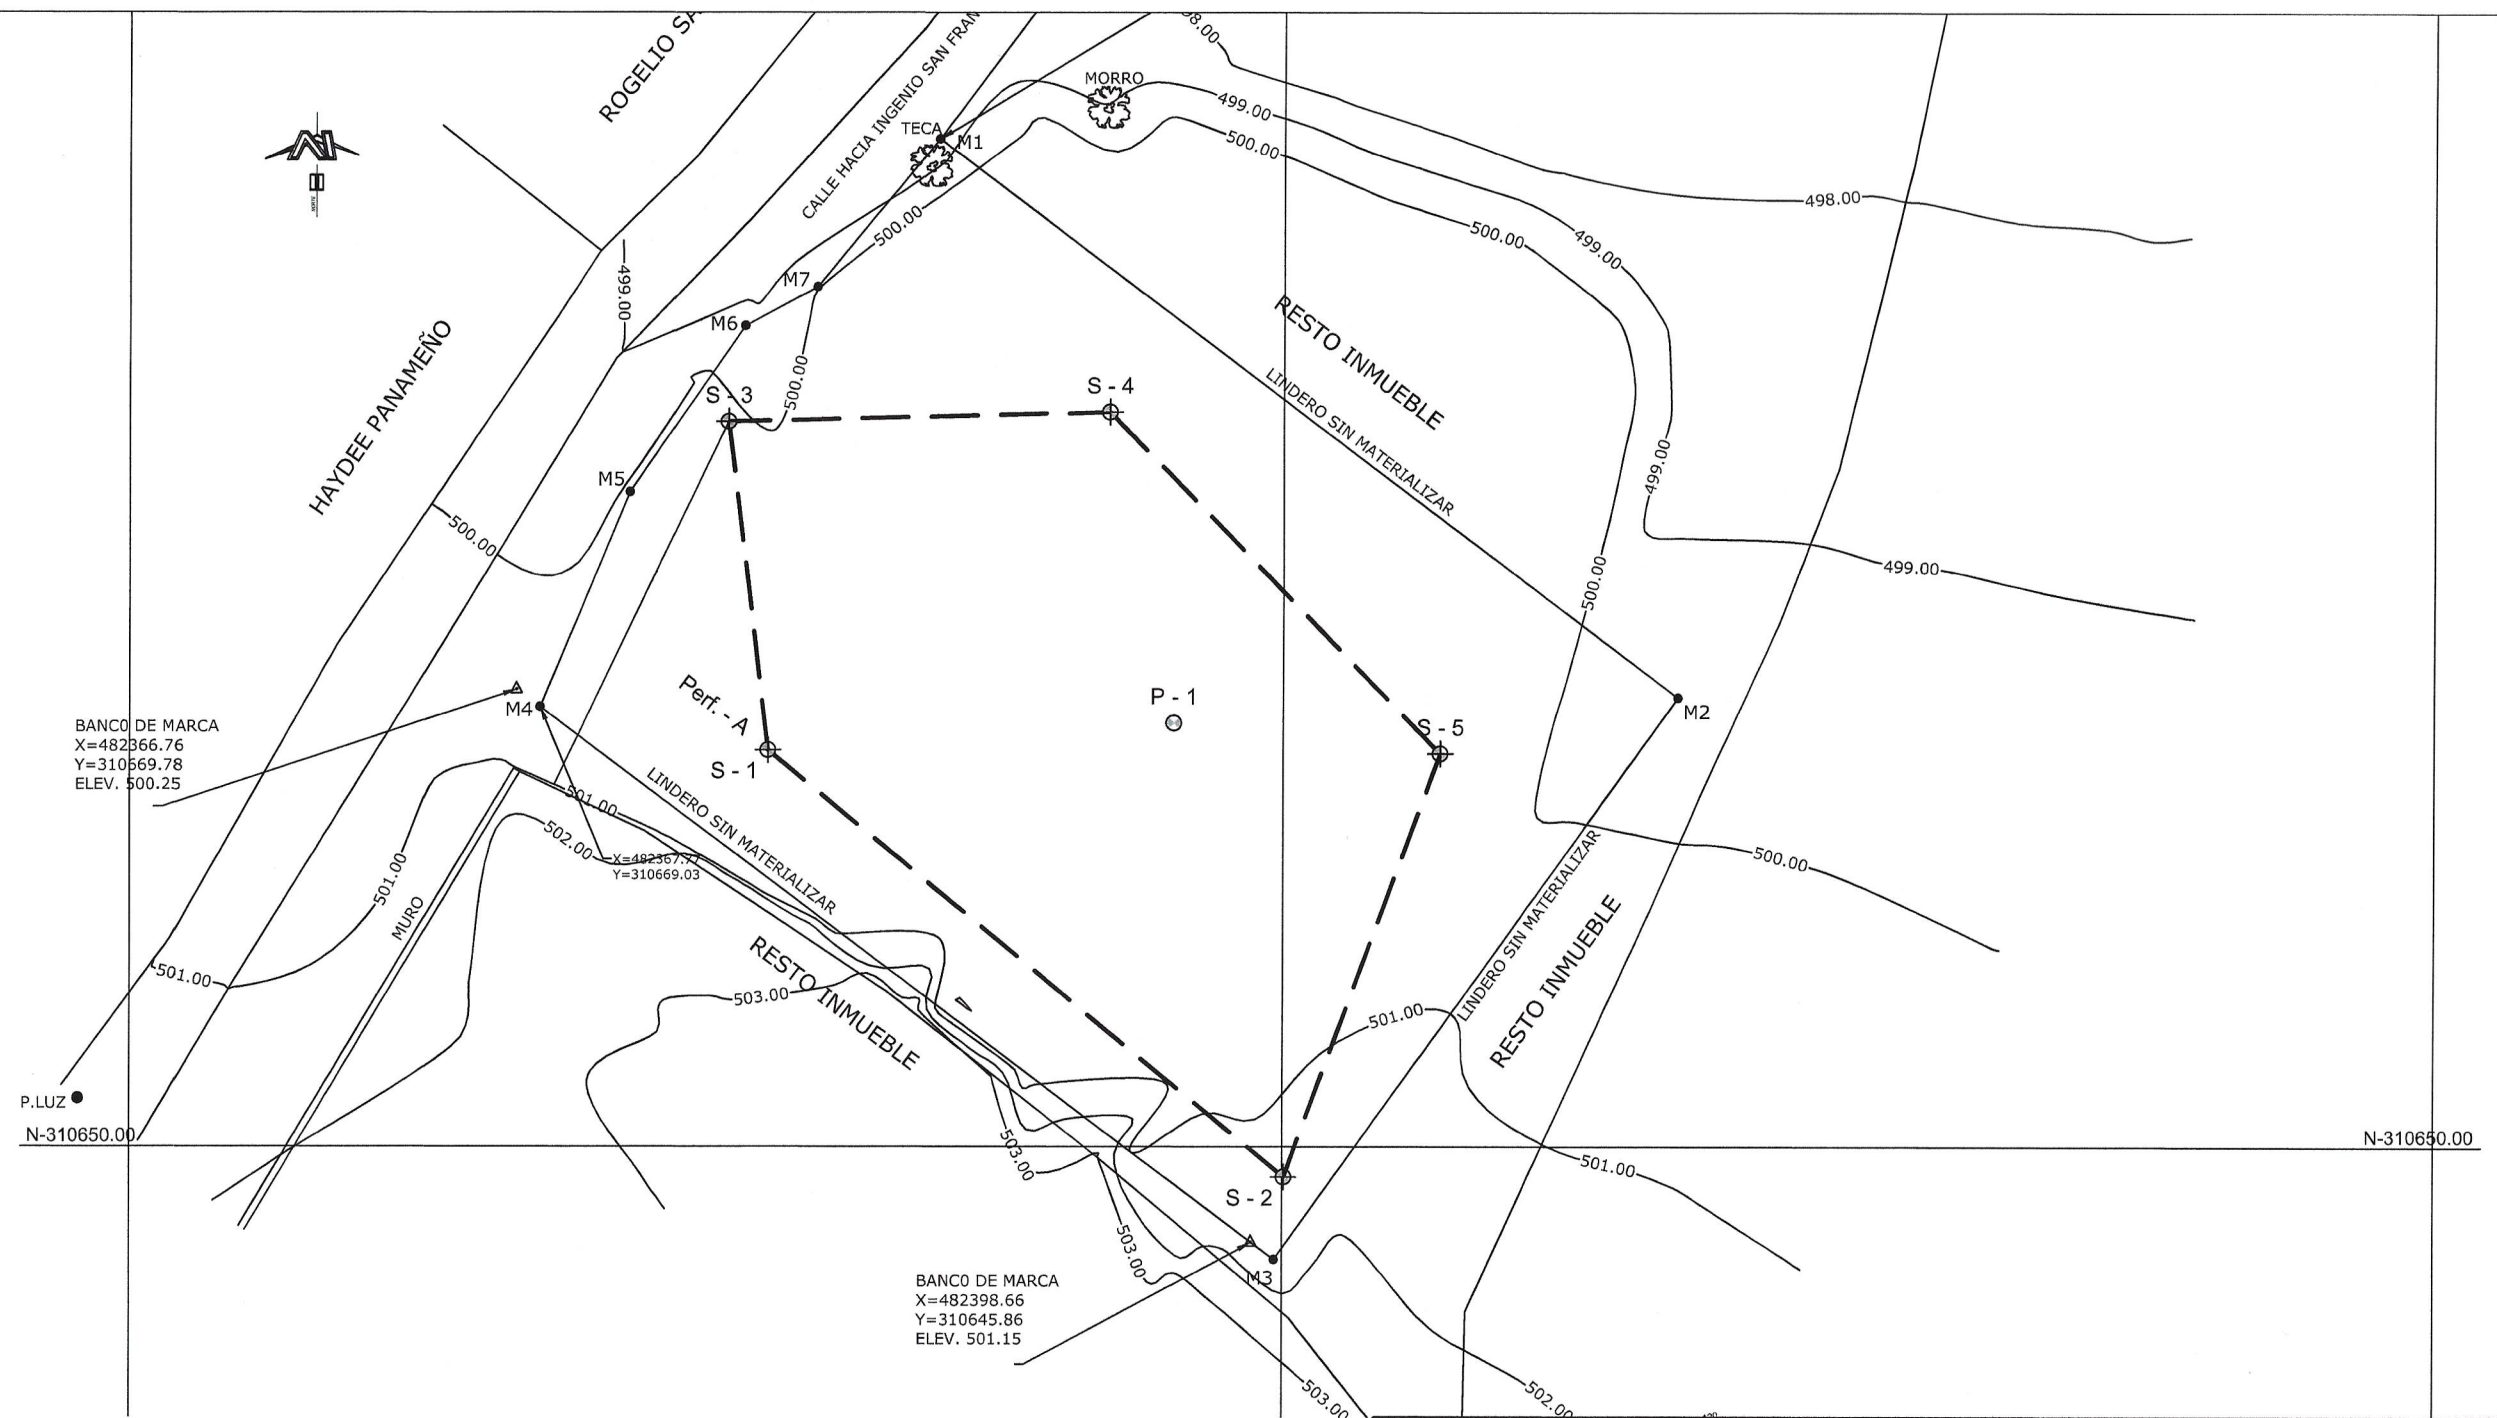 ROGELIO SA
CALLE HACIA INGENIO SAN FRAN
98.00
MORRO
499.00
TECA
M1
500.00
498.00
500.00
499.00
500.00
499.00
M7
M6
HAYDEE PANAMEÑO
RESTO INMUEBLE
LINDERO SIN MATERIALIZAR
500.00
S - 3
S - 4
499.00
M5
500.00
499.00
500.00
Perf. - A
P - 1
M4
M2
S - 5
S - 1
BANC0 DE MARCA
X=482366.76
Y=310669.78
ELEV. 500.25
LINDERO SIN MATERIALIZAR
501.00
502.00
X=482367.77
Y=310669.03
501.00
MURO
500.00
LINDERO SIN MATERIALIZAR
RESTO INMUEBLE
RESTO INMUEBLE
501.00
503.00
501.00
P.LUZ
N-310650.00
N-310650.00
503.00
501.00
S - 2
503.00
M3
BANC0 DE MARCA
X=482398.66
Y=310645.86
ELEV. 501.15
503.00
502.00